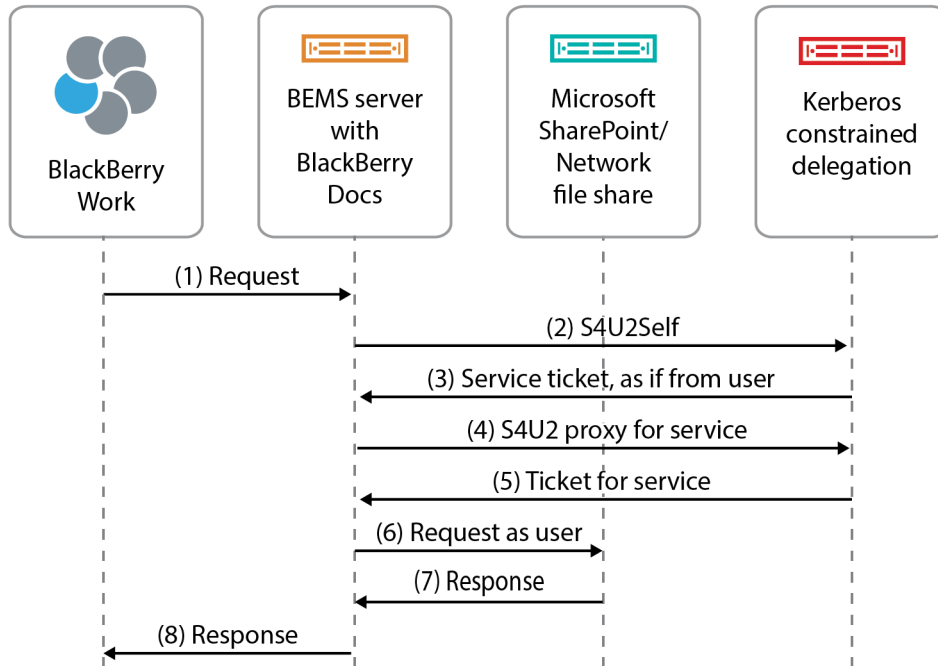 BlackBerry
Work
BEMS server
with
BlackBerry
Docs
Microsoft
SharePoint/
Network
file share
Kerberos
constrained
delegation
(1) Request
(2) S4U2Self
(3) Service ticket, as if from user
(4) S4U2 proxy for service
(5) Ticket for service
(6) Request as user
(7) Response
(8) Response